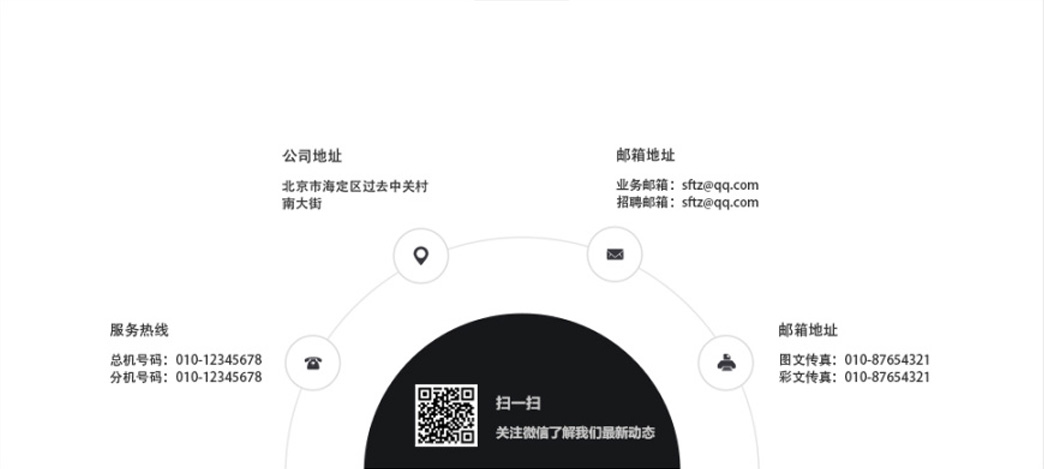 公司地址
北京市海定区过去中关村
南大街
邮箱地址
业务邮箱：sftz@qq.com
招聘邮箱：sftz@qq.com
服务热线
总机号码：010-12345678
分机号码：010-12345678
邮箱地址
图文传真：010-87654321
彩文传真：010-87654321
扫一扫
关注微信了解我们最新动态